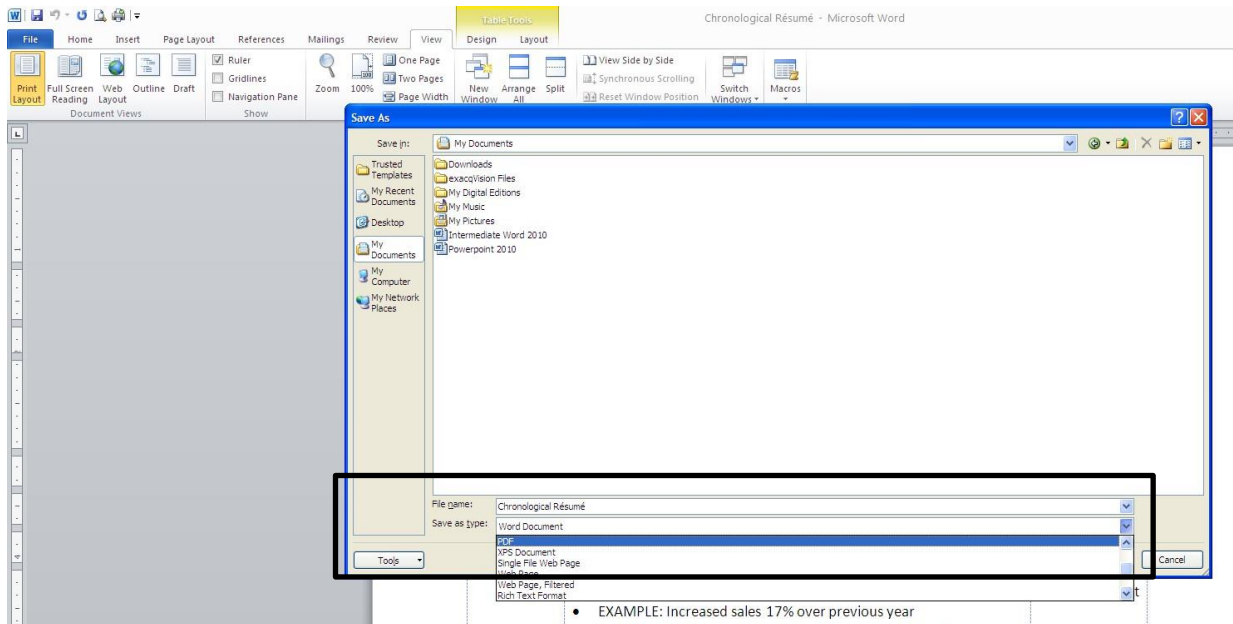 Table Tools
Chronological Résumé - Microsoft Word
File Home Insert Page Layout References Mailings Review View Design Layout
Print Layout
Full Screen Reading
Web Layout
Outline
Draft
Document Views
Ruler
Gridlines
Navigation Pane
Show
Zoom
100%
One Page
Two Pages
Page Width
New Window
Arrange All
Split
View Side by Side
Synchronous Scrolling
Reset Window Position
Switch Windows
Macros
Save As
Save in: My Documents
Trusted Templates
My Recent Documents
Desktop
My Documents
My Computer
My Network Places
Downloads
exacqVision Files
My Digital Editions
My Music
My Pictures
Intermediate Word 2010
Powerpoint 2010
File name: Chronological Résumé
Save as type: Word Document
PDF
XPS Document
Single File Web Page
Web Page
Web Page, Filtered
Rich Text Format
Tools
Cancel
t
• EXAMPLE: Increased sales 17% over previous year